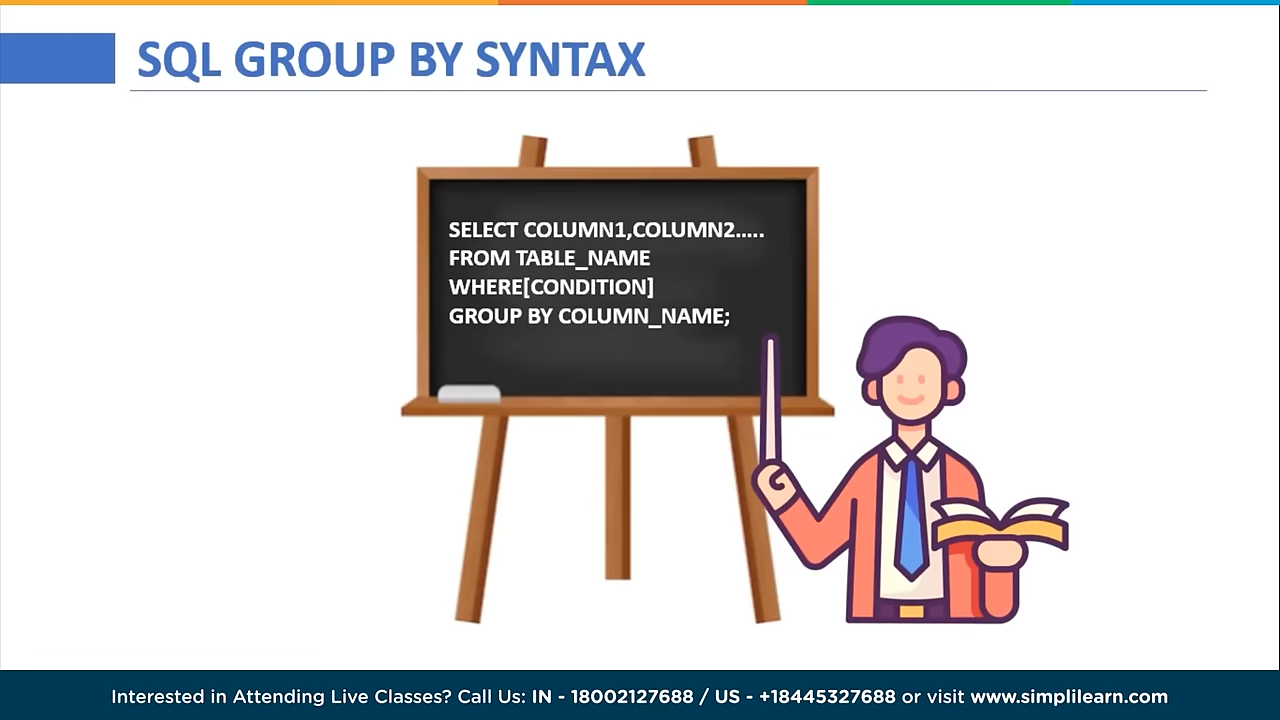 SQL GROUP BY SYNTAX
SELECT COLUMN1,COLUMN2.....
FROM TABLE_NAME
WHERE[CONDITION]
GROUP BY COLUMN_NAME;
Interested in Attending Live Classes? Call Us: IN - 18002127688 / US - +18445327688 or visit www.simplilearn.com